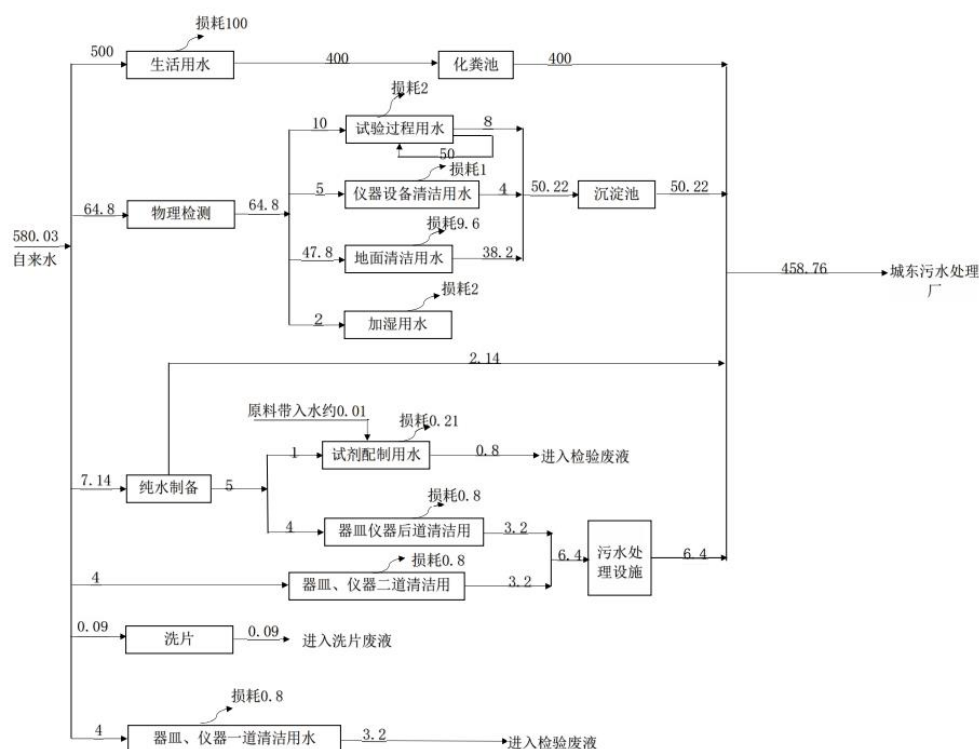 损耗100
500
生活用水
400
化粪池
400
损耗2
10
试验过程用水
8
50
损耗1
5
仪器设备清洁用水
4
50.22
沉淀池
50.22
64.8
物理检测
64.8
损耗9.6
47.8
地面清洁用水
38.2
580.03
自来水
458.76
城东污水处理
厂
损耗2
2
加湿用水
2.14
原料带入水约0.01
损耗0.21
1
试剂配制用水
0.8
进入检验废液
7.14
纯水制备
5
损耗0.8
4
器皿仪器后道清洁用
3.2
6.4
污水处
理设施
6.4
损耗0.8
4
器皿、仪器二道清洁用
3.2
0.09
洗片
0.09
进入洗片废液
损耗0.8
4
器皿、仪器一道清洁用水
3.2
进入检验废液